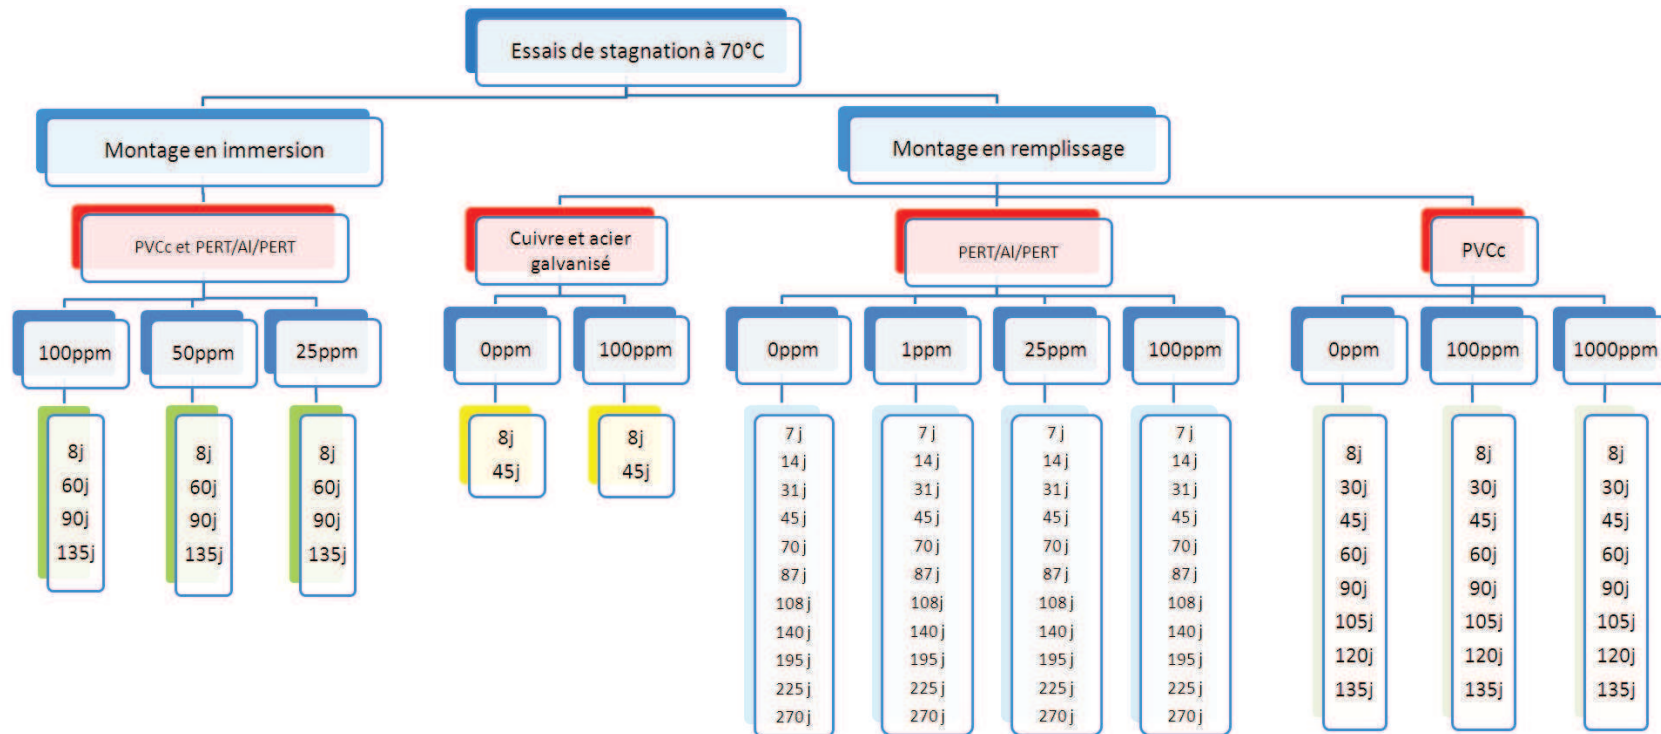 Essais de stagnation à 70°C
Montage en immersion
Montage en remplissage
PVCc et PERT/Al/PERT
Cuivre et acier
galvanisé
PERT/Al/PERT
PVCc
100ppm
50ppm
25ppm
0ppm
100ppm
0ppm
1ppm
25ppm
100ppm
0ppm
100ppm
1000ppm
8j
60j
90j
135j
8j
60j
90j
135j
8j
60j
90j
135j
8j
45j
8j
45j
7 j
14 j
31 j
45 j
70 j
87 j
108 j
140 j
195 j
225 j
270 j
7 j
14 j
31 j
45 j
70 j
87 j
108j
140 j
195 j
225 j
270 j
7 j
14 j
31 j
45 j
70 j
87 j
108 j
140 j
195 j
225 j
270 j
7 j
14 j
31 j
45 j
70 j
87 j
108 j
140 j
195 j
225 j
270 j
8j
30j
45j
60j
90j
105j
120j
135j
8j
30j
45j
60j
90j
105j
120j
135j
8j
30j
45j
60j
90j
105j
120j
135j